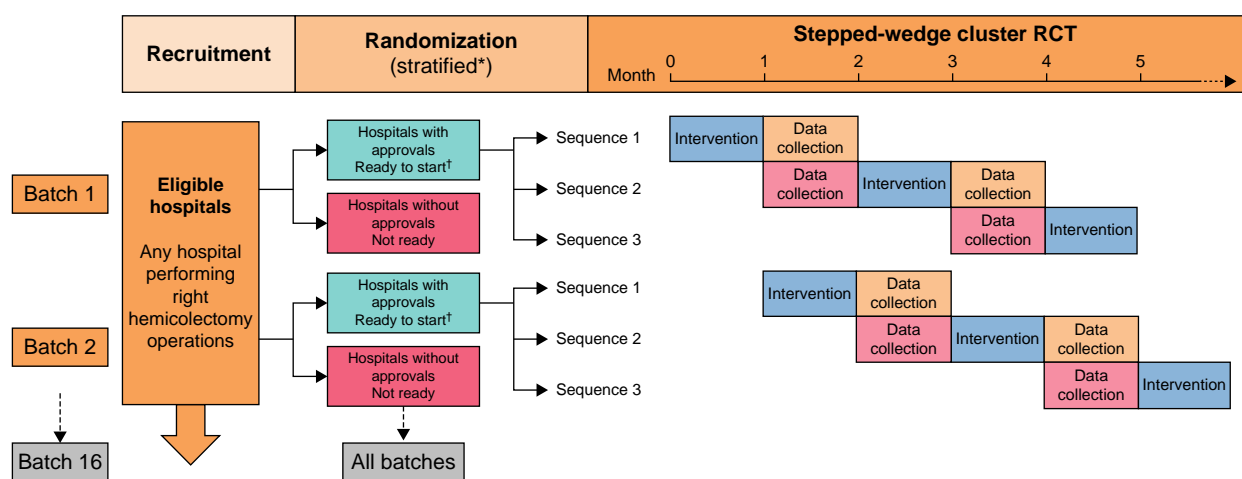 Recruitment
Randomization
(stratified*)
Stepped-wedge cluster RCT
Month
0 1 2 3 4 5
Batch 1
Eligible
hospitals
Any hospital
performing
right
hemicolectomy
operations
Hospitals with
approvals
Ready to start†
Hospitals without
approvals
Not ready
Sequence 1
Sequence 2
Sequence 3
Intervention
Data
collection
Data
collection
Intervention
Data
collection
Data
collection
Intervention
Batch 2
Hospitals with
approvals
Ready to start†
Hospitals without
approvals
Not ready
Sequence 1
Sequence 2
Sequence 3
Intervention
Data
collection
Data
collection
Intervention
Data
collection
Data
collection
Intervention
Batch 16
All batches